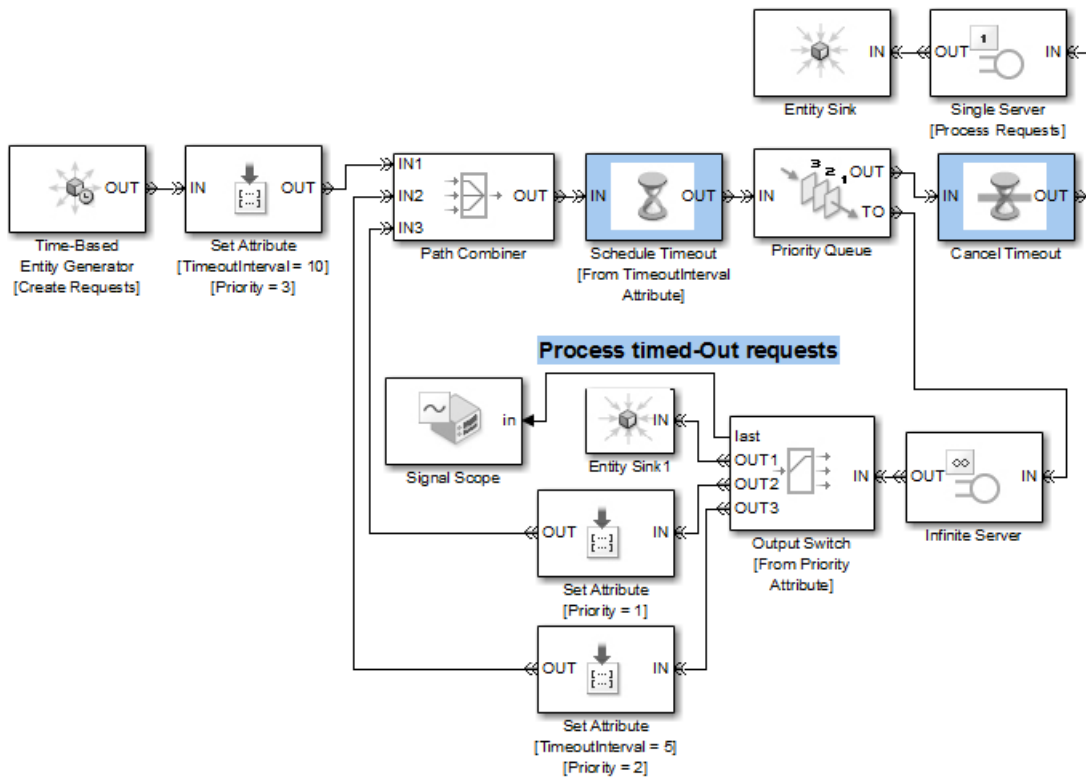 IN
Entity Sink
OUT
1
IN
Single Server
[Process Requests]
OUT
Time-Based
Entity Generator
[Create Requests]
IN
OUT
[...]
Set Attribute
[TimeoutInterval = 10]
[Priority = 3]
IN1
IN2
IN3
OUT
Path Combiner
IN
OUT
Schedule Timeout
[From TimeoutInterval
Attribute]
IN
3
2
1
OUT
TO
Priority Queue
IN
OUT
Cancel Timeout
Process timed-Out requests
in
Signal Scope
IN
Entity Sink1
last
OUT1
OUT2
OUT3
IN
Output Switch
[From Priority
Attribute]
OUT
∞
IN
Infinite Server
OUT
[...]
IN
Set Attribute
[Priority = 1]
OUT
[...]
IN
Set Attribute
[TimeoutInterval = 5]
[Priority = 2]